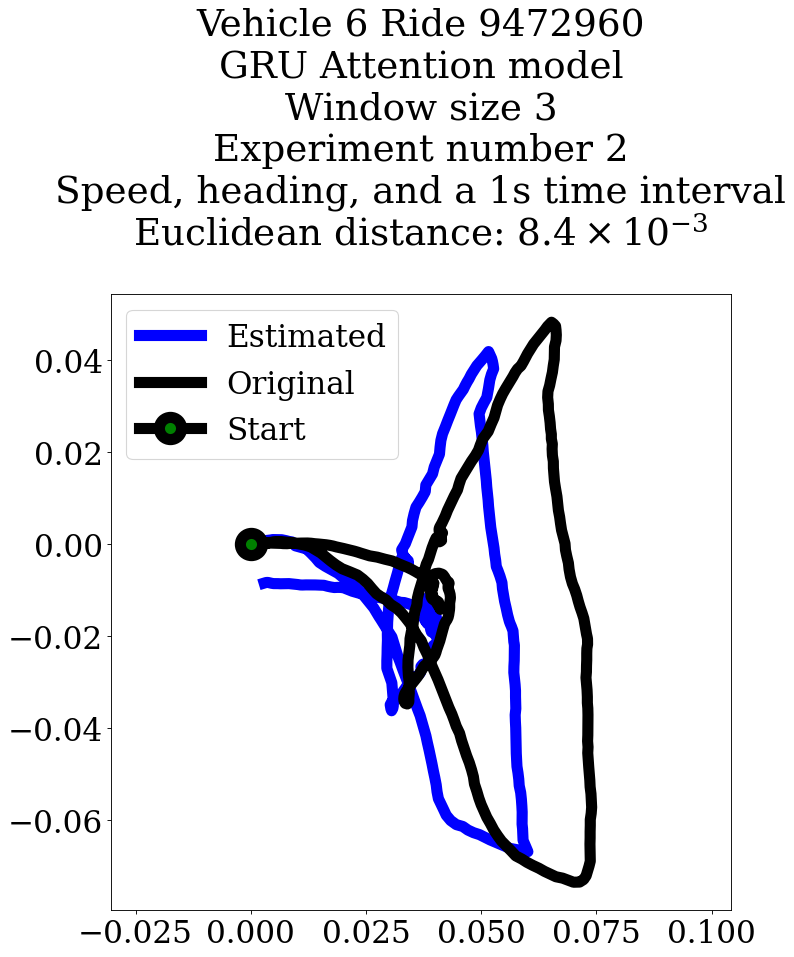 Vehicle 6 Ride 9472960
GRU Attention model
Window size 3
Experiment number 2
Speed, heading, and a 1s time interval
Euclidean distance: 8.4 × 10⁻³
Estimated
Original
Start
0.04
0.02
0.00
−0.02
−0.04
−0.06
−0.025 0.000 0.025 0.050 0.075 0.100